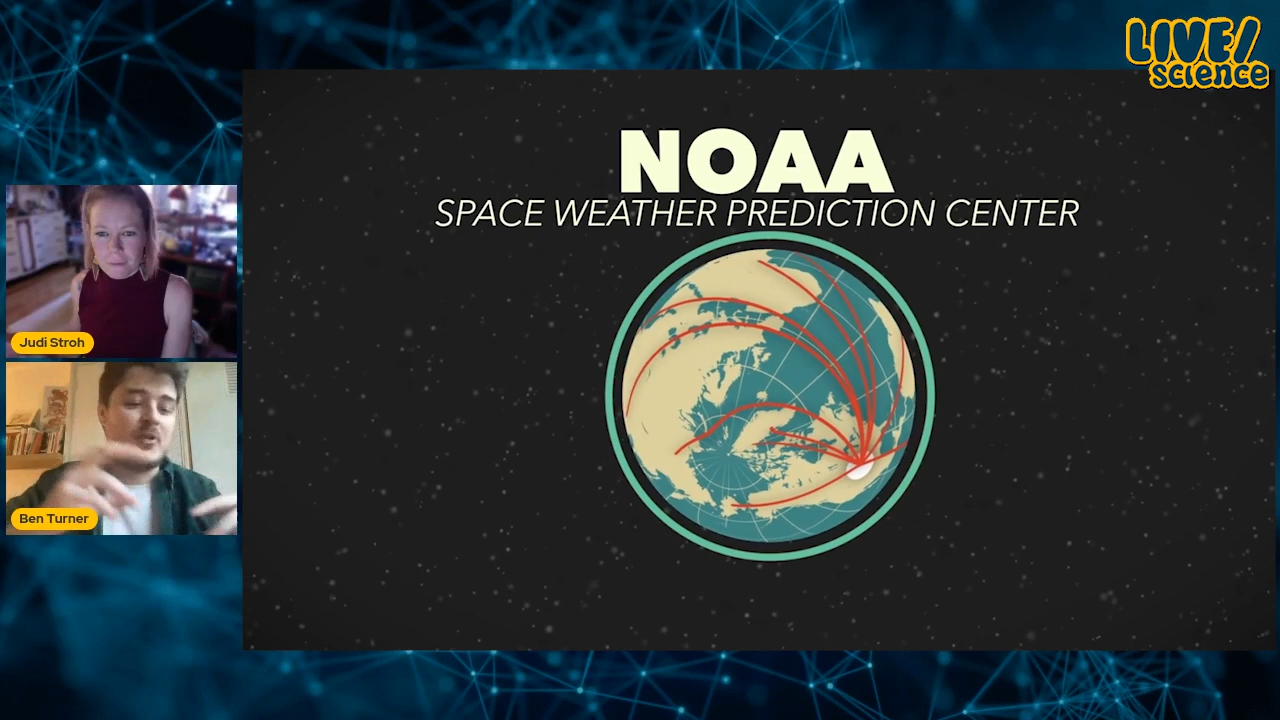 LIVE/
science
NOAA
SPACE WEATHER PREDICTION CENTER
Judi Stroh
Ben Turner